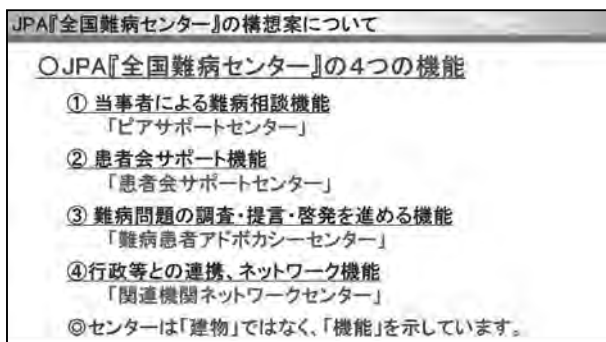 JPA『全国難病センター』の構想案について
○JPA『全国難病センター』の4つの機能
① 当事者による難病相談機能
「ピアサポートセンター」
② 患者会サポート機能
「患者会サポートセンター」
③ 難病問題の調査・提言・啓発を進める機能
「難病患者アドボカシーセンター」
④行政等との連携、ネットワーク機能
「関連機関ネットワークセンター」
◎センターは「建物」ではなく、「機能」を示しています。